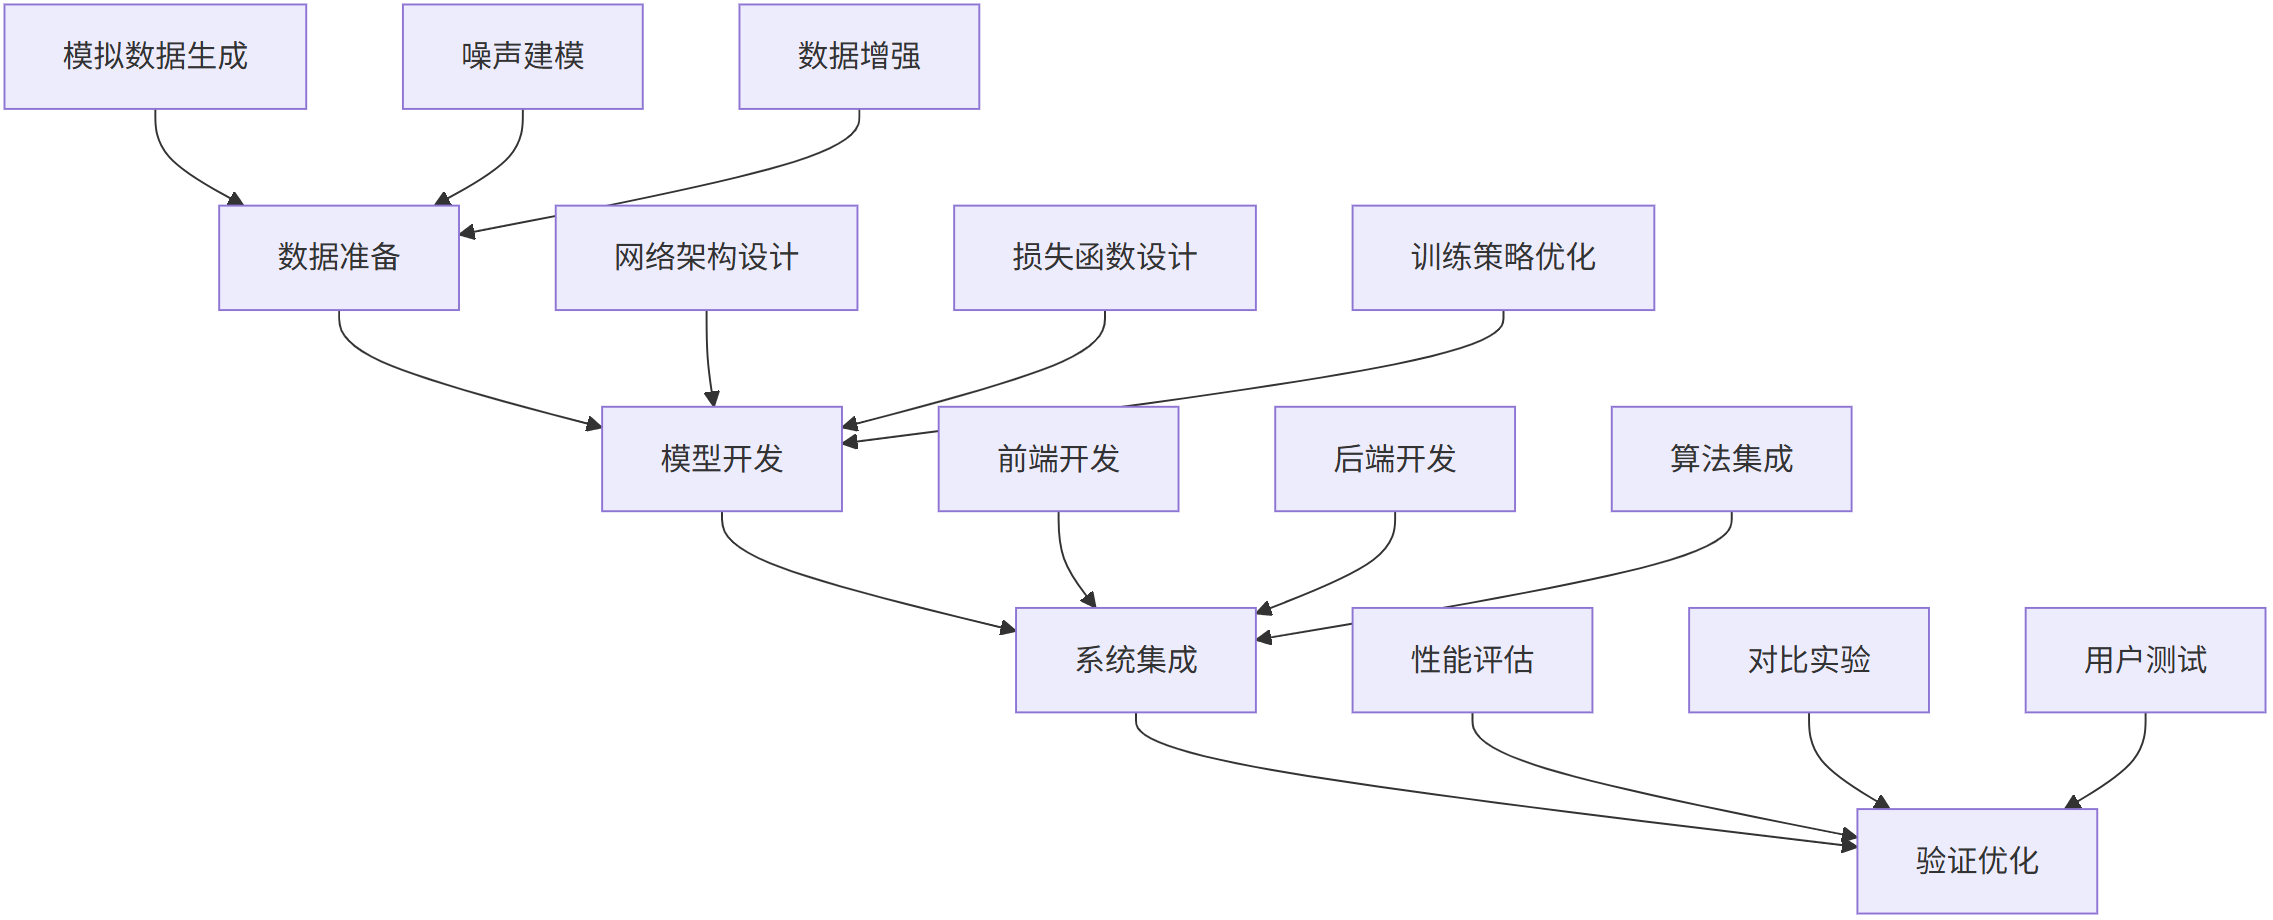 模拟数据生成
噪声建模
数据增强
数据准备
网络架构设计
损失函数设计
训练策略优化
模型开发
前端开发
后端开发
算法集成
系统集成
性能评估
对比实验
用户测试
验证优化